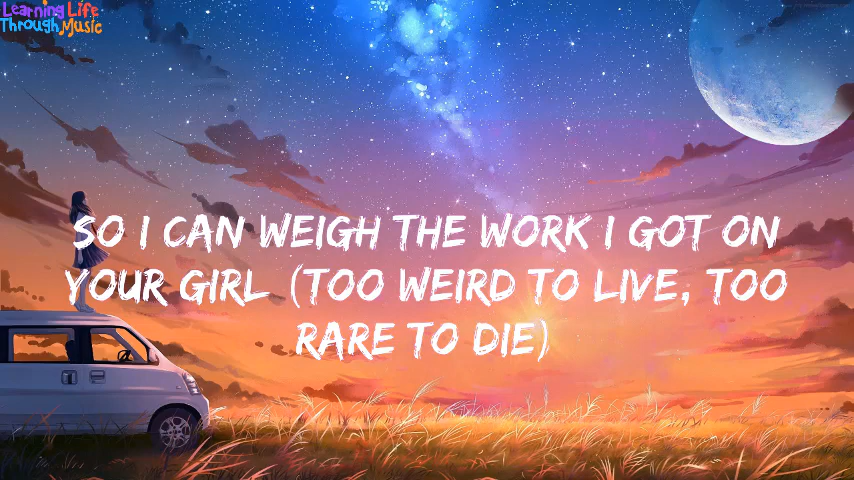 Learning Life
Through Music
SO I CAN WEIGH THE WORK I GOT ON
YOUR GIRL (TOO WEIRD TO LIVE, TOO
RARE TO DIE)